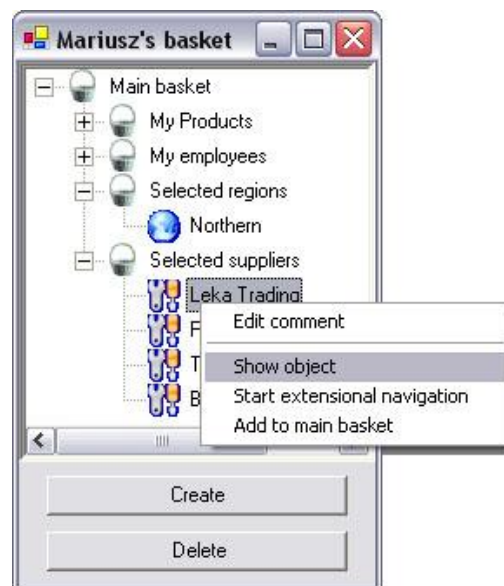 Mariusz's basket
Main basket
My Products
My employees
Selected regions
Northern
Selected suppliers
Leka Trading
Edit comment
F
Show object
T
Start extensional navigation
B
Add to main basket
Create
Delete